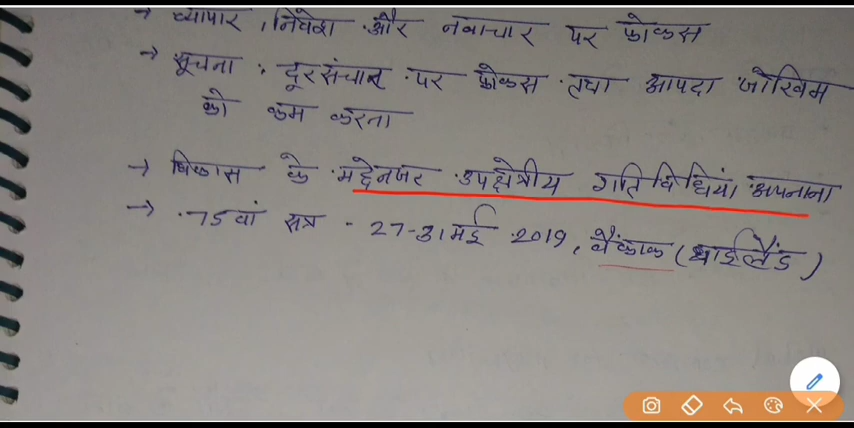 → व्यापार, निवेश और नवाचार पर फोकस
→ सूचना, दूरसंचार पर फोकस तथा आपदा जोखिम
को कम करना
→ विकास के मद्देनजर उपक्षेत्रीय गतिविधियां अपनाना
→ 75वां सत्र - 27-31 मई 2019, बैंकाक (थाईलैंड)